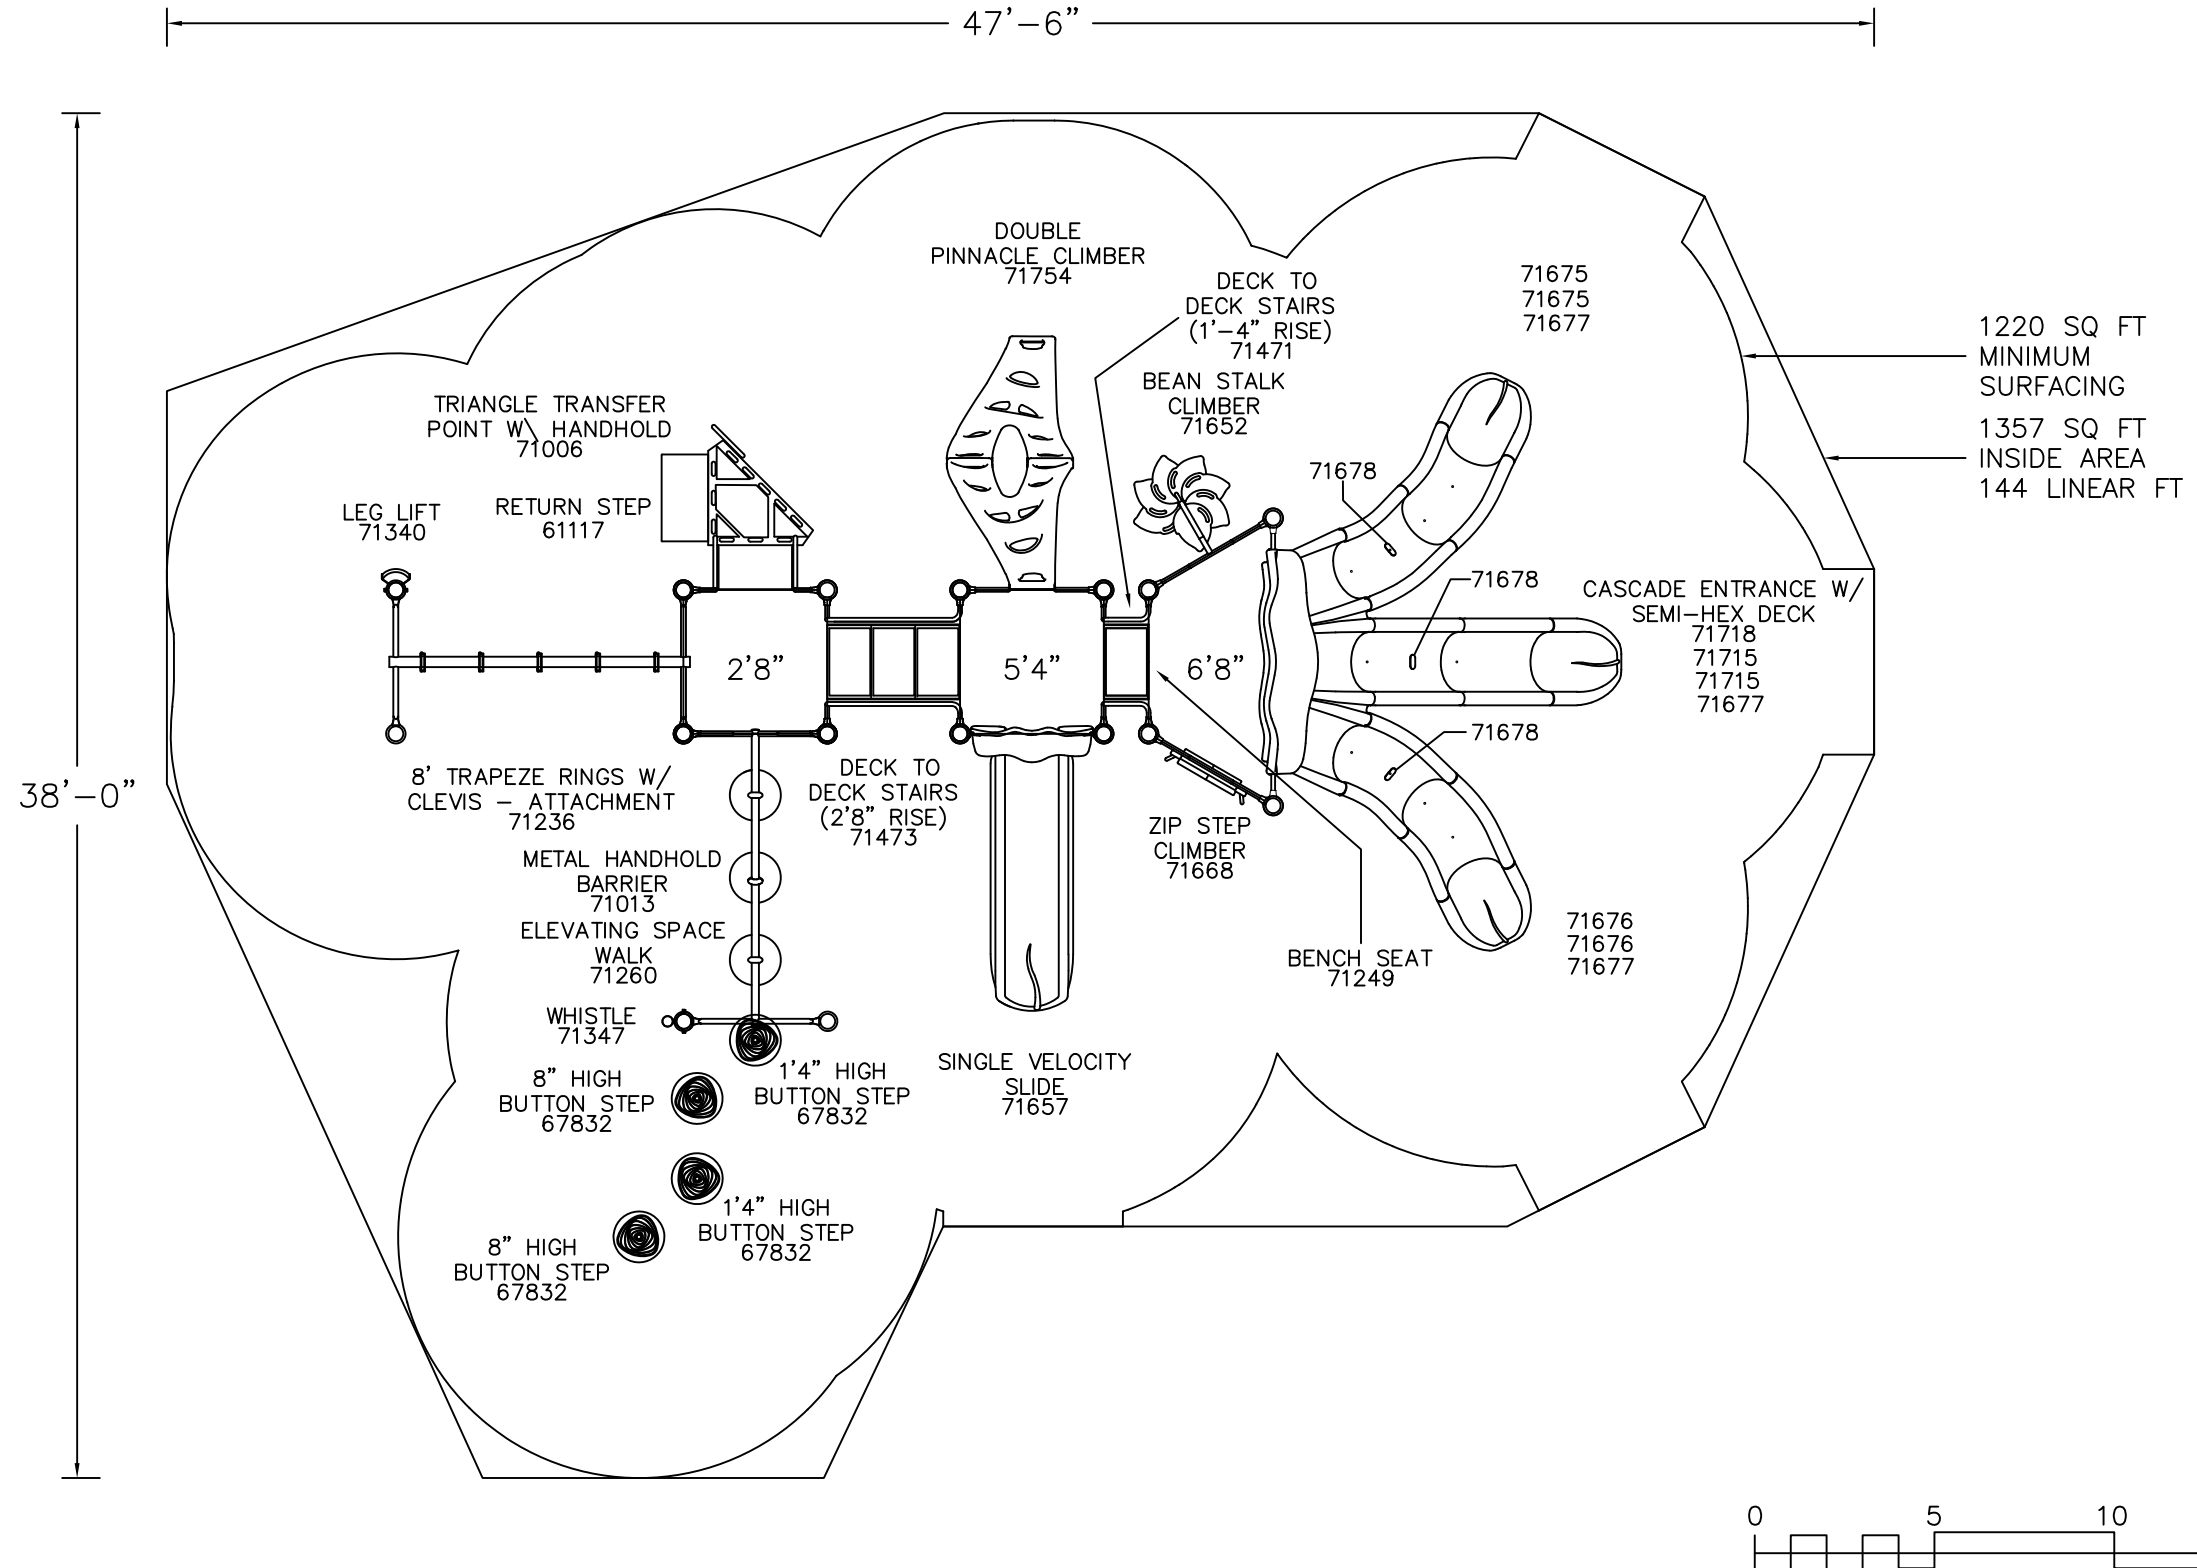 47'-6"
DOUBLE
PINNACLE CLIMBER
71754
DECK TO
DECK STAIRS
(1'-4" RISE)
71471
71675
71675
71677
1220 SQ FT
MINIMUM
SURFACING
1357 SQ FT
INSIDE AREA
144 LINEAR FT
BEAN STALK
CLIMBER
71652
TRIANGLE TRANSFER
POINT W\ HANDHOLD
71006
LEG LIFT
71340
RETURN STEP
61117
71678
71678
CASCADE ENTRANCE W/
SEMI-HEX DECK
71718
71715
71715
71677
2'8"
5'4"
6'8"
71678
38'-0"
8' TRAPEZE RINGS W/
CLEVIS - ATTACHMENT
71236
DECK TO
DECK STAIRS
(2'8" RISE)
71473
ZIP STEP
CLIMBER
71668
METAL HANDHOLD
BARRIER
71013
ELEVATING SPACE
WALK
71260
BENCH SEAT
71249
71676
71676
71677
WHISTLE
71347
8" HIGH
BUTTON STEP
67832
1'4" HIGH
BUTTON STEP
67832
SINGLE VELOCITY
SLIDE
71657
1'4" HIGH
BUTTON STEP
67832
8" HIGH
BUTTON STEP
67832
0 5 10